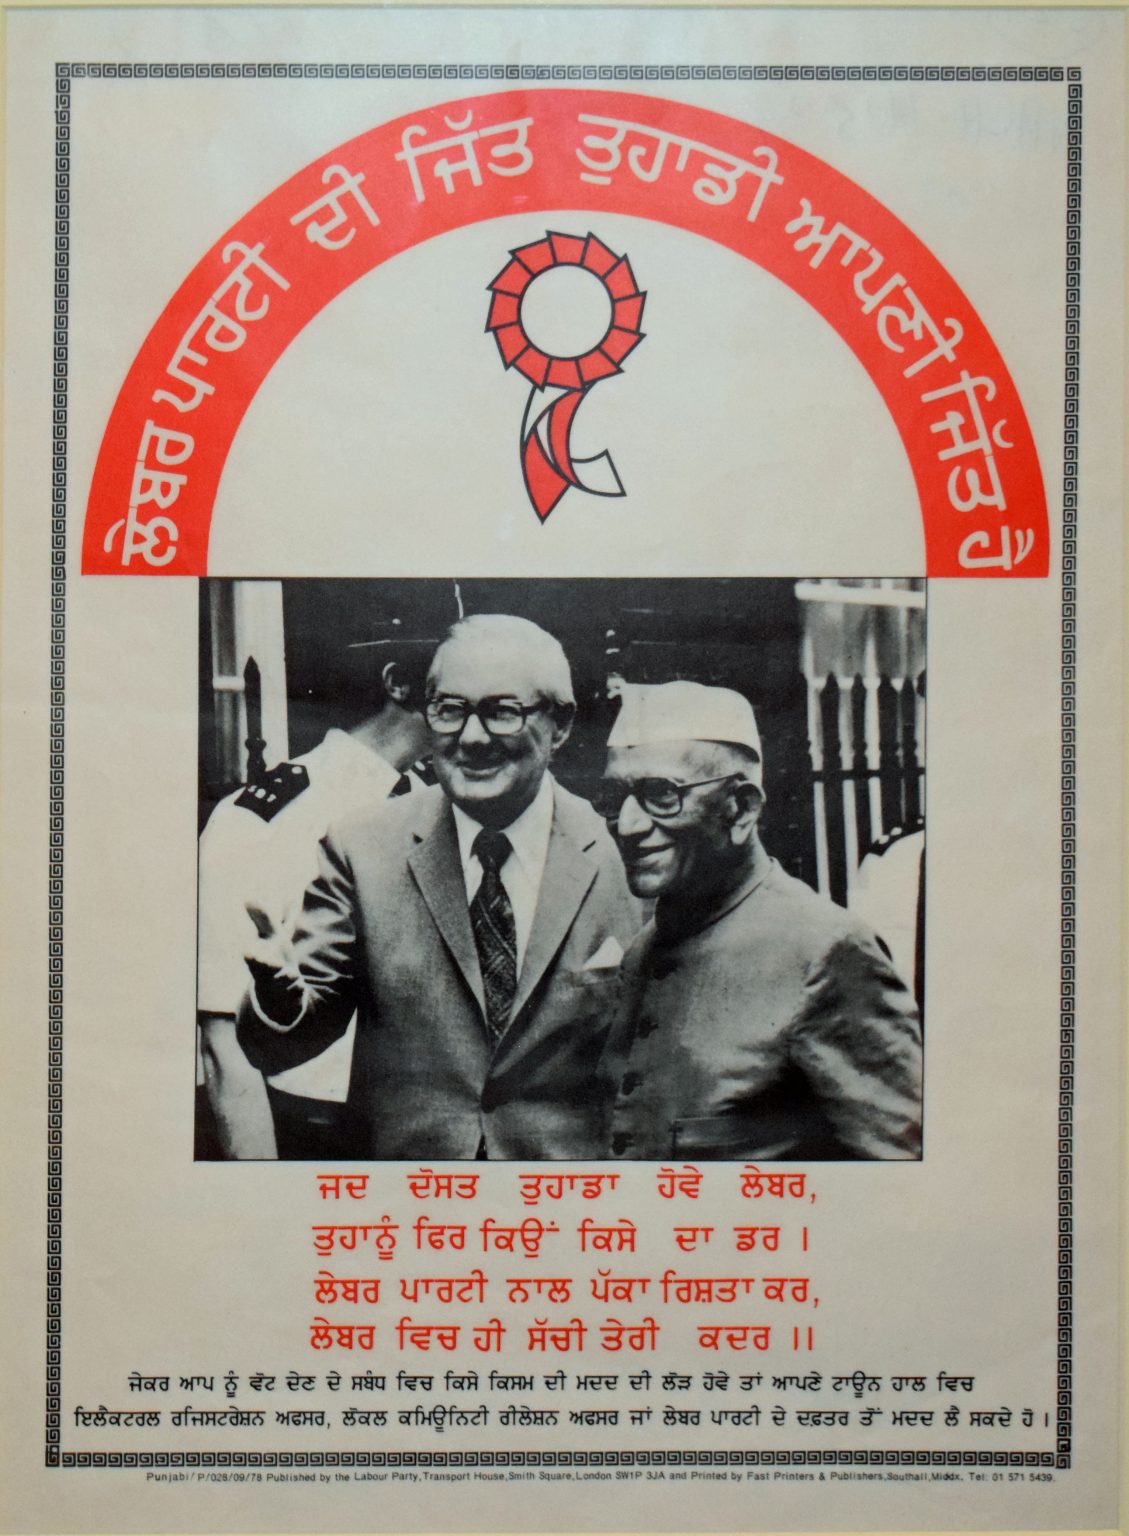 ਲੇਬਰ ਪਾਰਟੀ ਦੀ ਜਿੱਤ ਤੁਹਾਡੀ ਆਪਣੀ ਜਿੱਤ ਹੈ
SGT
ਜਦ ਦੋਸਤ ਤੁਹਾਡਾ ਹੋਵੇ ਲੇਬਰ,
ਤੁਹਾਨੂੰ ਫਿਰ ਕਿਉਂ ਕਿਸੇ ਦਾ ਡਰ ।
ਲੇਬਰ ਪਾਰਟੀ ਨਾਲ ਪੱਕਾ ਰਿਸ਼ਤਾ ਕਰ,
ਲੇਬਰ ਵਿਚ ਹੀ ਸੱਚੀ ਤੇਰੀ ਕਦਰ ।।
ਜੇਕਰ ਆਪ ਨੂੰ ਵੋਟ ਦੇਣ ਦੇ ਸਬੰਧ ਵਿਚ ਕਿਸੇ ਕਿਸਮ ਦੀ ਮਦਦ ਦੀ ਲੋੜ ਹੋਵੇ ਤਾਂ ਆਪਣੇ ਟਾਊਨ ਹਾਲ ਵਿਚ
ਇਲੈਕਟਰਲ ਰਜਿਸਟਰੇਸ਼ਨ ਅਫਸਰ, ਲੋਕਲ ਕਮਿਊਨਿਟੀ ਰੀਲੇਸ਼ਨ ਅਫਸਰ ਜਾਂ ਲੇਬਰ ਪਾਰਟੀ ਦੇ ਦਫ਼ਤਰ ਤੋਂ ਮਦਦ ਲੈ ਸਕਦੇ ਹੋ ।
Punjabi/ P/028/09/78 Published by the Labour Party, Transport House, Smith Square, London SW1P 3JA and Printed by Fast Printers & Publishers, Southall, Middx. Tel: 01 571 5439.